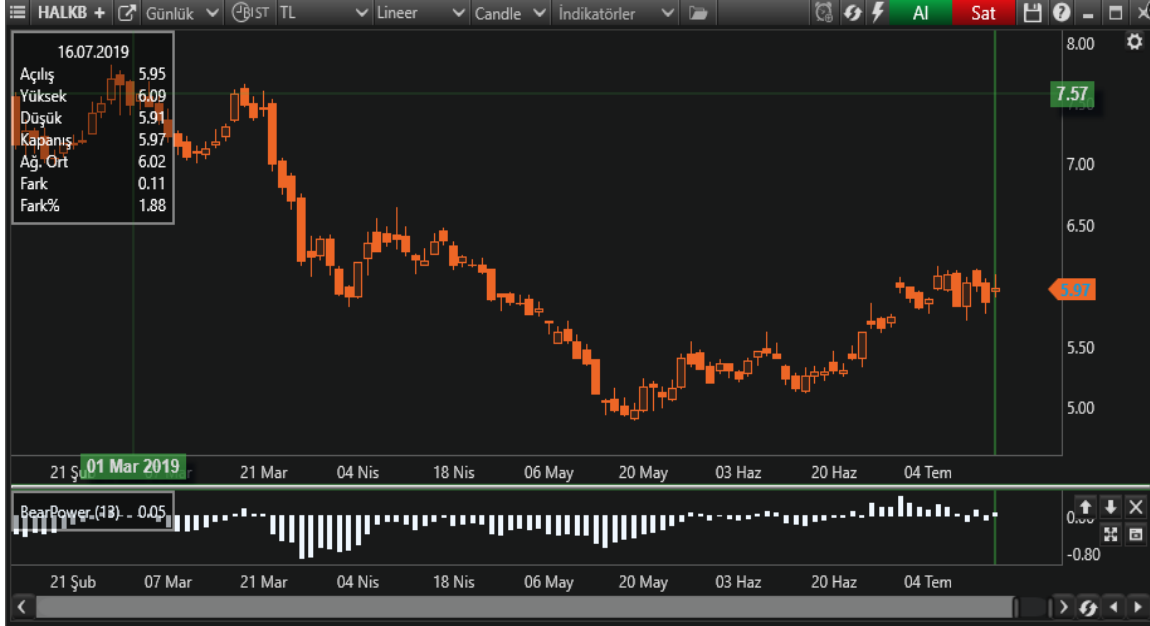 HALKB + Günlük BIST TL Lineer Candle İndikatörler Al Sat
16.07.2019
Açılış 5.95
Yüksek 6.09
Düşük 5.91
Kapanış 5.97
Ağ. Ort 6.02
Fark 0.11
Fark% 1.88
8.00
7.57
7.00
6.50
5.97
5.50
5.00
21 Şub 01 Mar 2019 21 Mar 04 Nis 18 Nis 06 May 20 May 03 Haz 20 Haz 04 Tem
BearPower (13) 0.05
0.00
-0.80
21 Şub 07 Mar 21 Mar 04 Nis 18 Nis 06 May 20 May 03 Haz 20 Haz 04 Tem